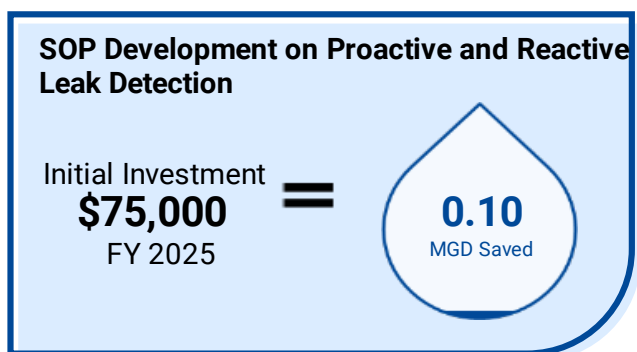 SOP Development on Proactive and Reactive
Leak Detection
Initial Investment
$75,000
FY 2025
=
0.10
MGD Saved